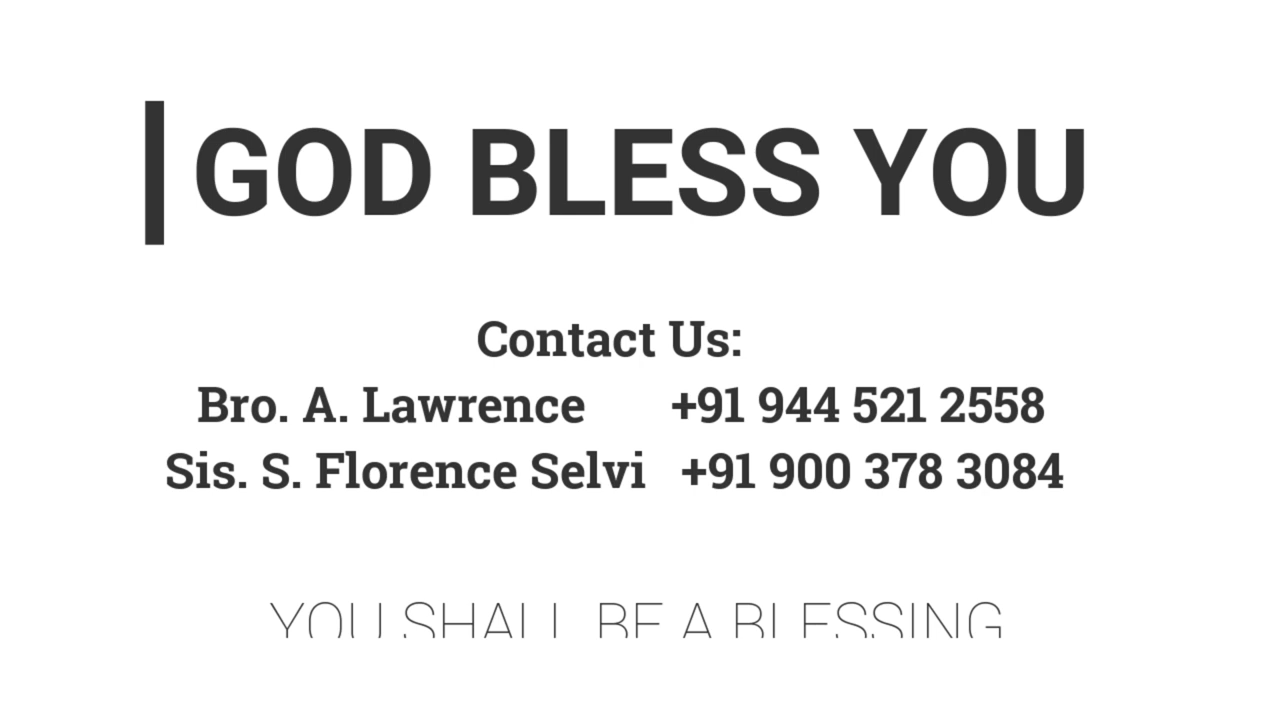 GOD BLESS YOU
Contact Us:
Bro. A. Lawrence +91 944 521 2558
Sis. S. Florence Selvi +91 900 378 3084
YOU SHALL BE A BLESSING